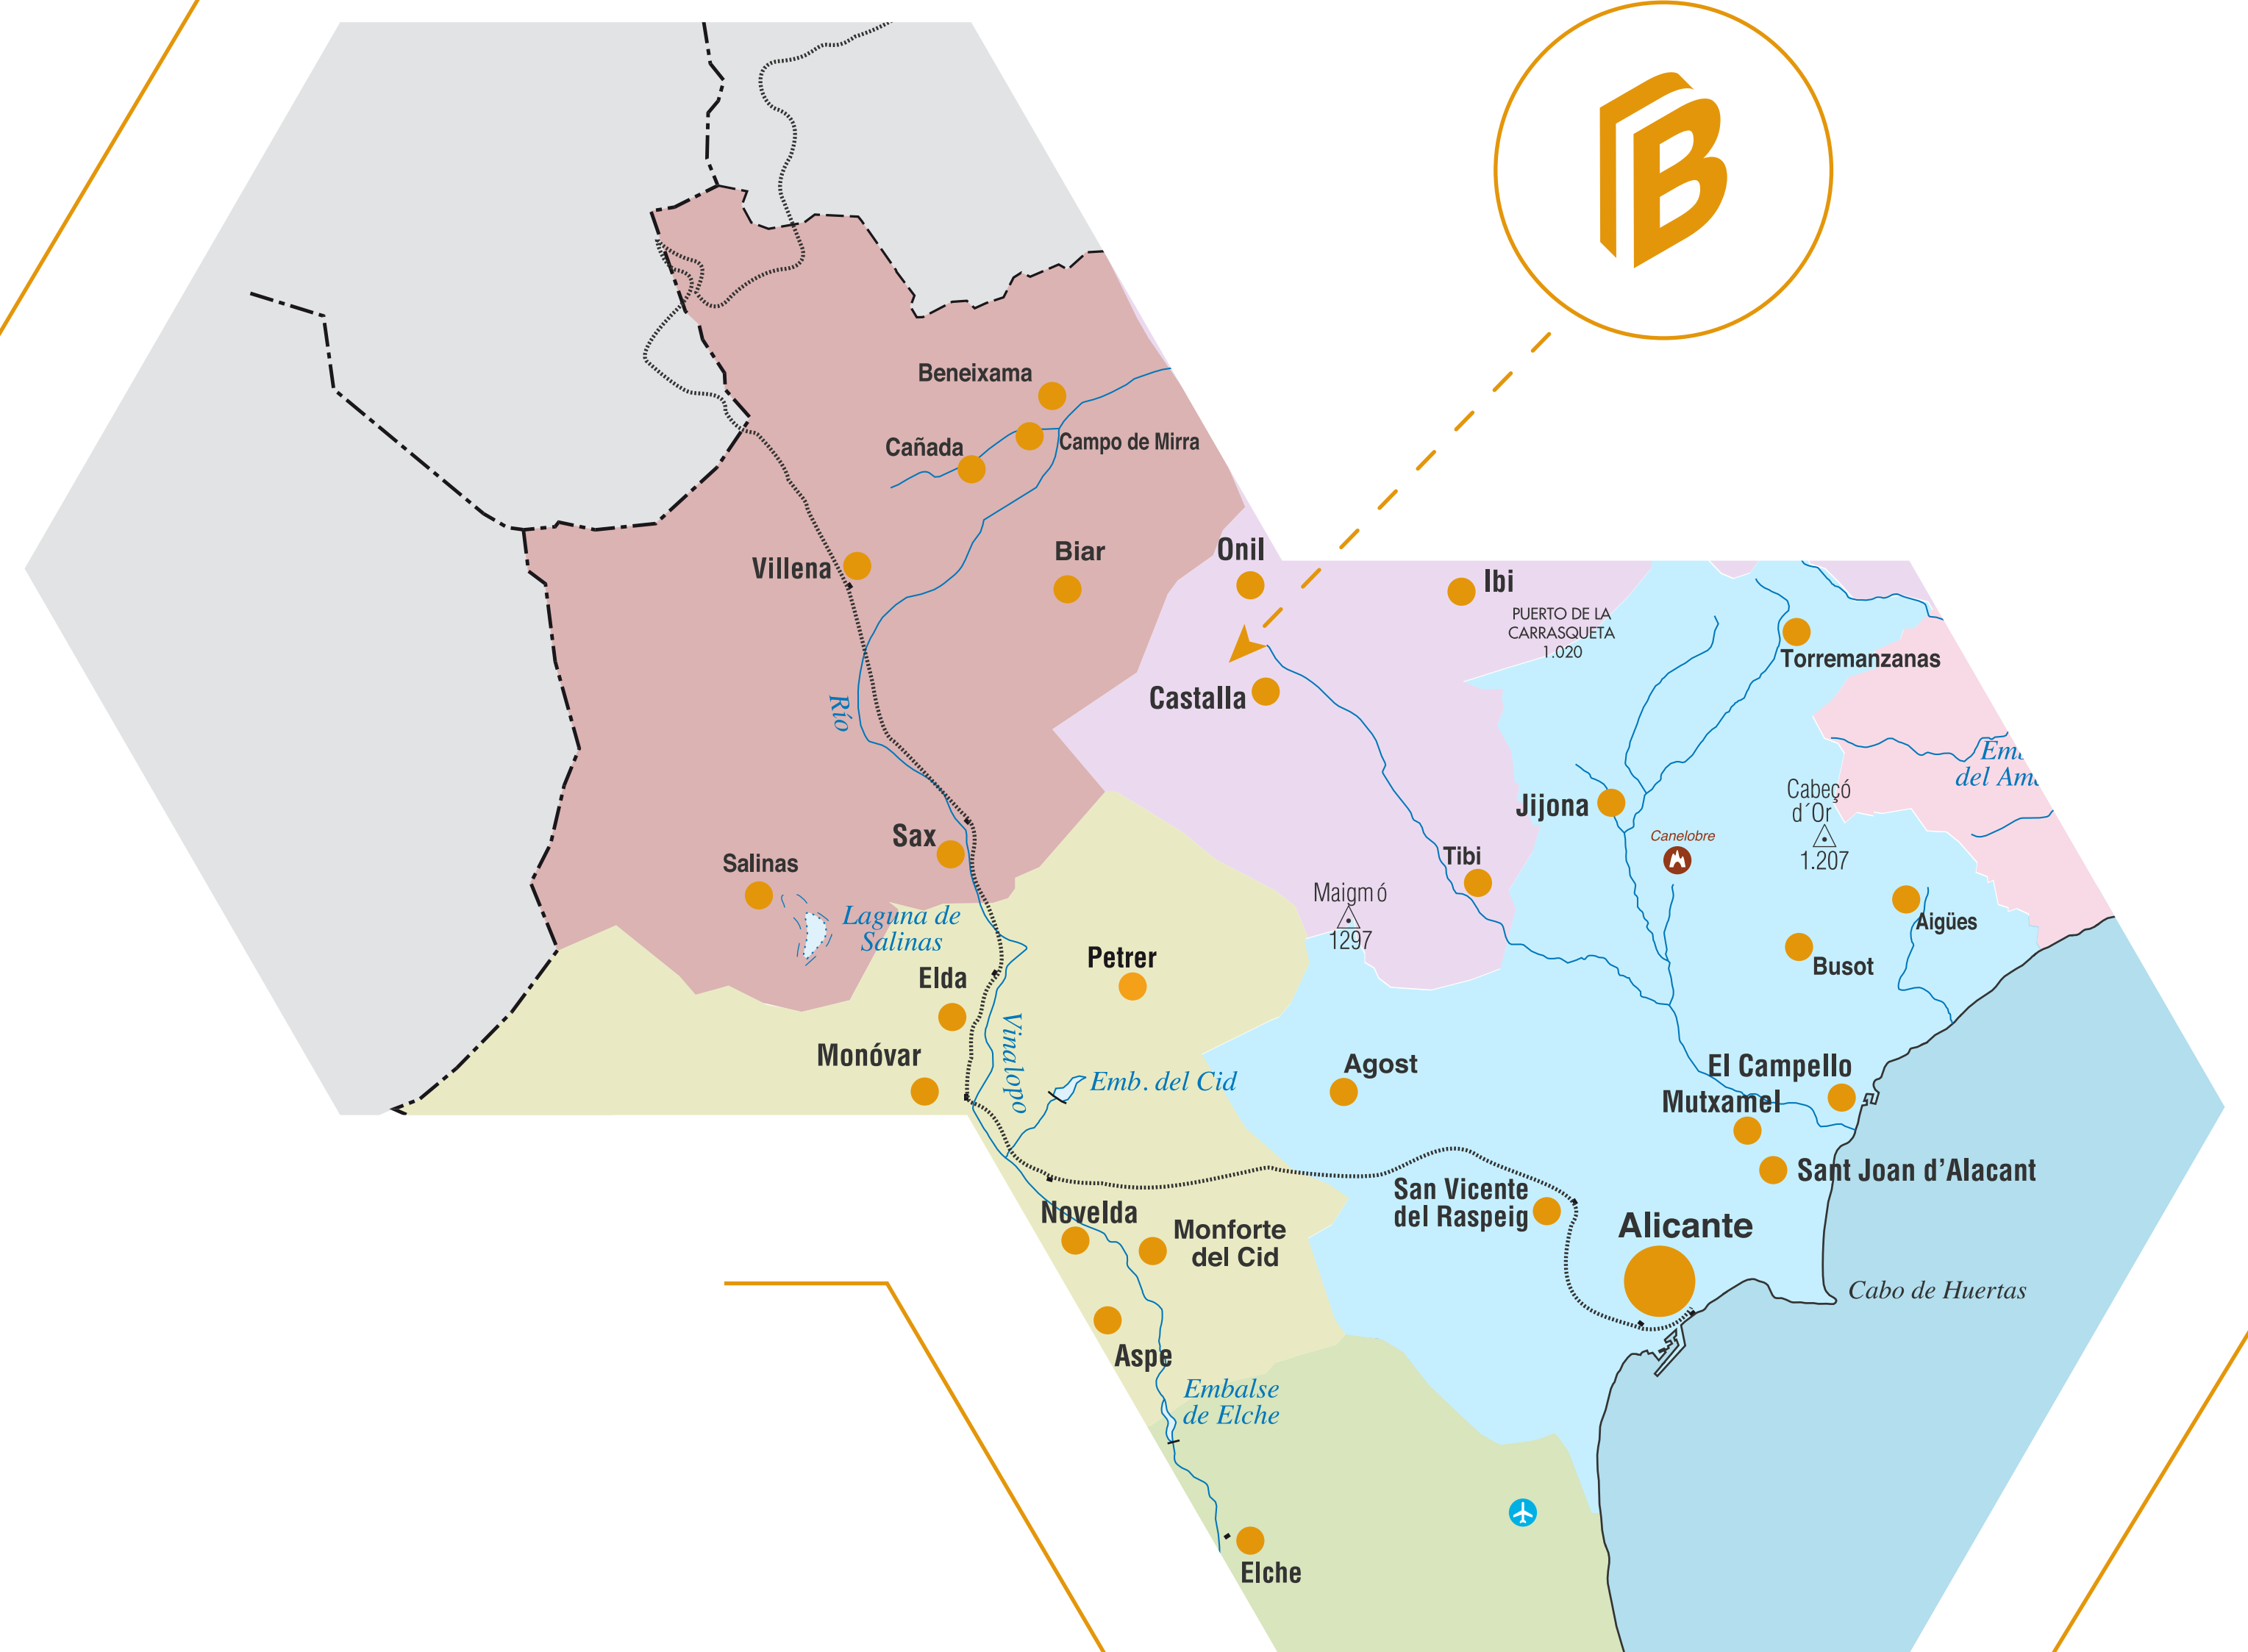 B
Beneixama
Cañada
Campo de Mirra
Villena
Biar
Onil
Ibi
PUERTO DE LA
CARRASQUETA
1.020
Torremanzanas
Castalla
Río
del
Cabeçó
d´Or
1.207
Jijona
Canelobre
Sax
Salinas
Tibi
Maigmó
1297
Laguna de
Salinas
Aigües
Busot
Petrer
Elda
Vinalopó
Monóvar
Emb. del Cid
Agost
El Campello
Mutxamel
Sant Joan d’Alacant
San Vicente
del Raspeig
Novelda
Monforte
del Cid
Alicante
Cabo de Huertas
Aspe
Embalse
de Elche
Elche